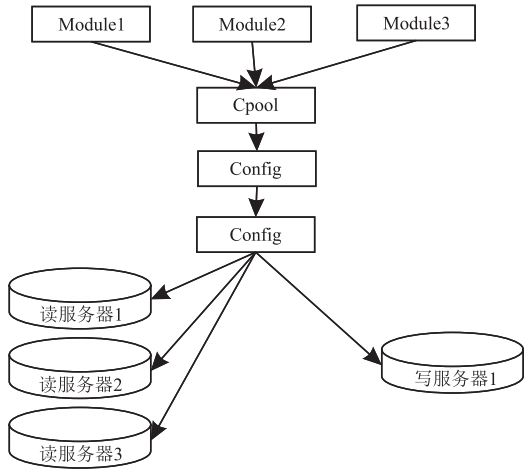 Module1
Module2
Module3
Cpool
Config
Config
读服务器1
读服务器2
读服务器3
写服务器1